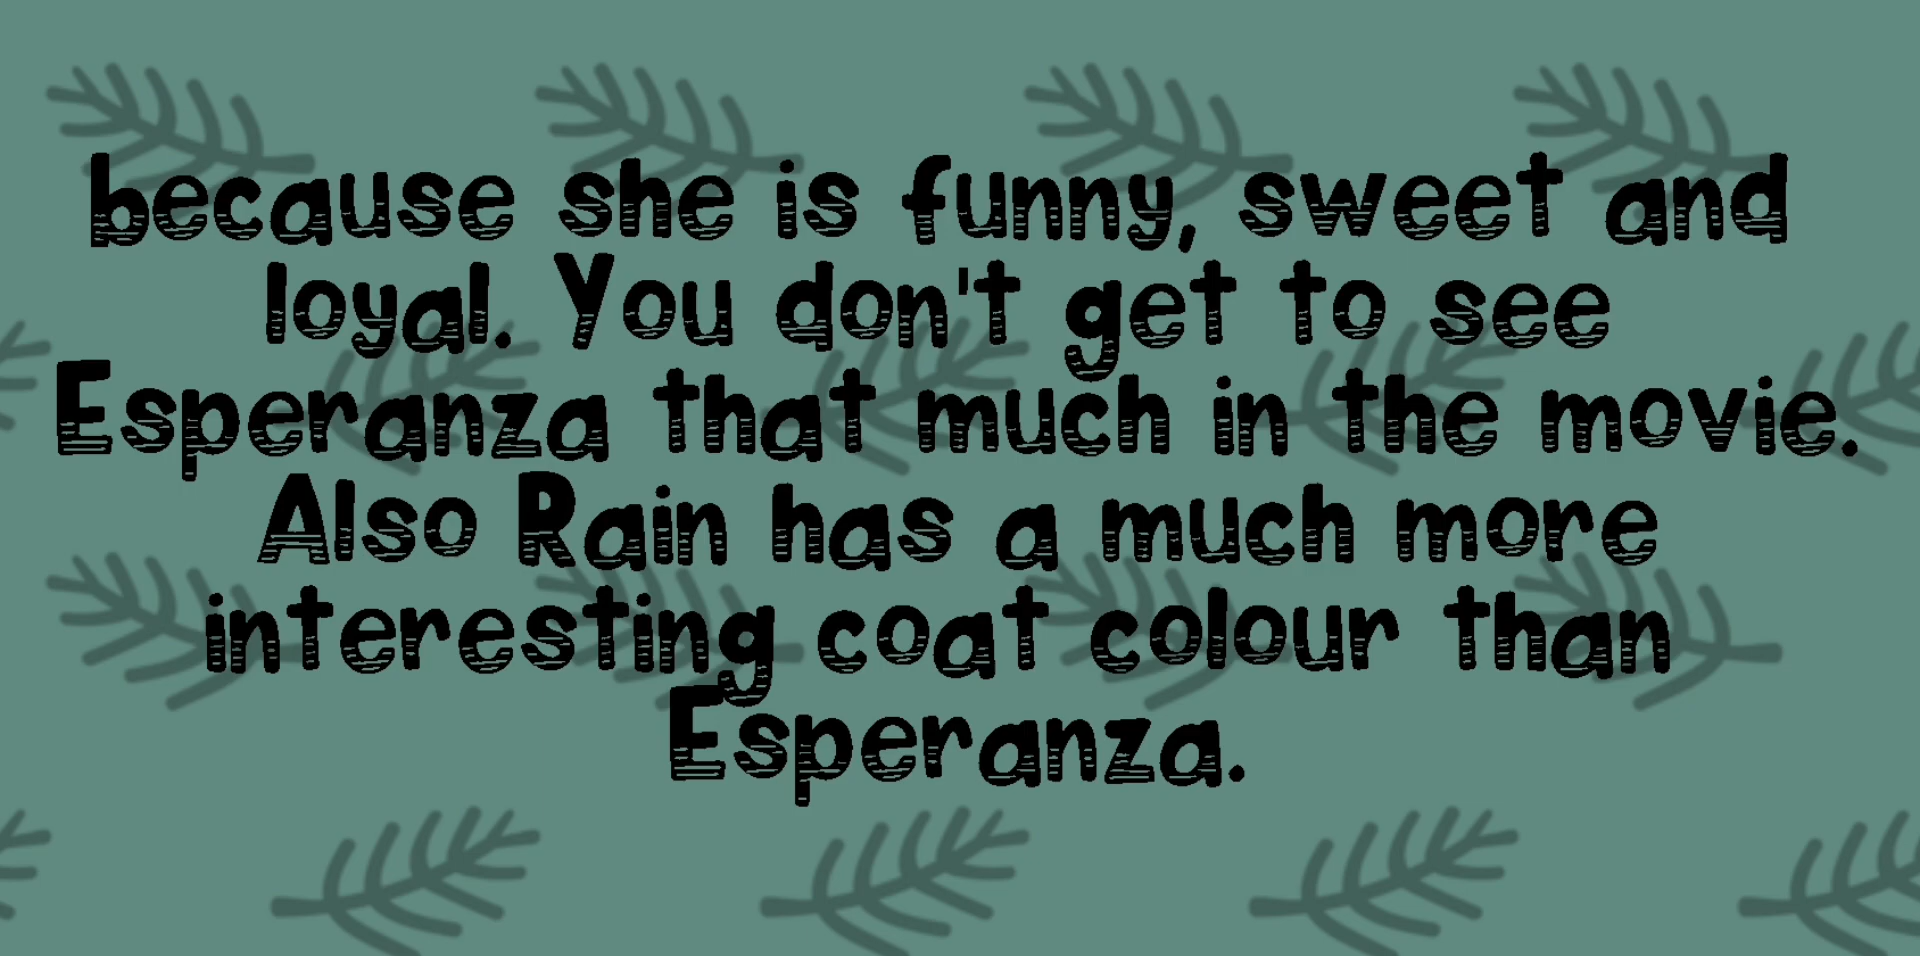 because she is funny, sweet and
loyal. You don't get to see
Esperanza that much in the movie.
Also Rain has a much more
interesting coat colour than
Esperanza.